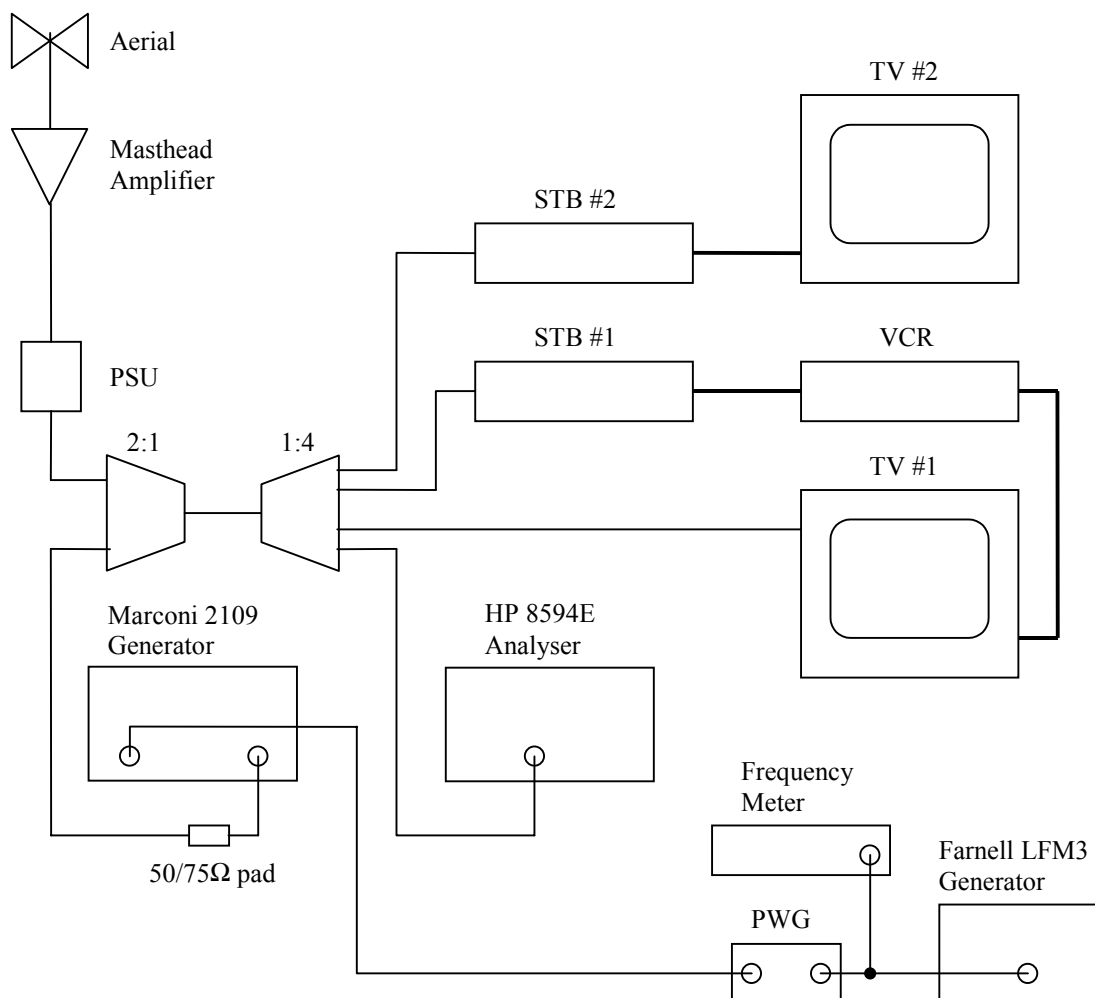 Aerial
TV #2
Masthead
Amplifier
STB #2
STB #1
VCR
PSU
2:1
1:4
TV #1
Marconi 2109
Generator
HP 8594E
Analyser
Frequency
Meter
50/75Ω pad
Farnell LFM3
Generator
PWG